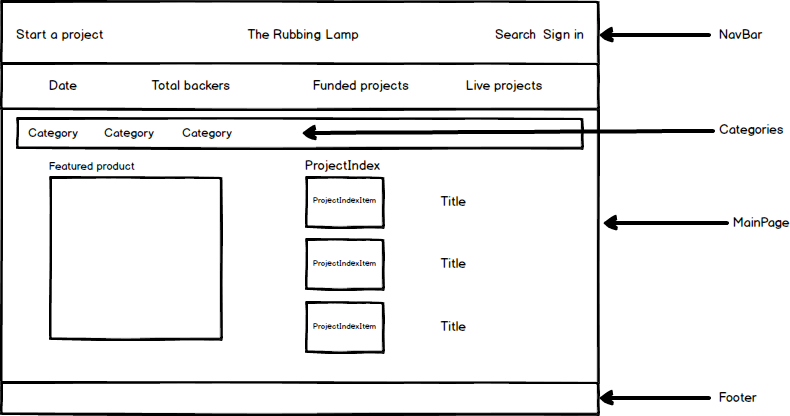 Start a project The Rubbing Lamp Search Sign in NavBar
Date Total backers Funded projects Live projects
Category Category Category Categories
Featured product ProjectIndex
ProjectIndexItem Title
MainPage
ProjectIndexItem Title
ProjectIndexItem Title
Footer